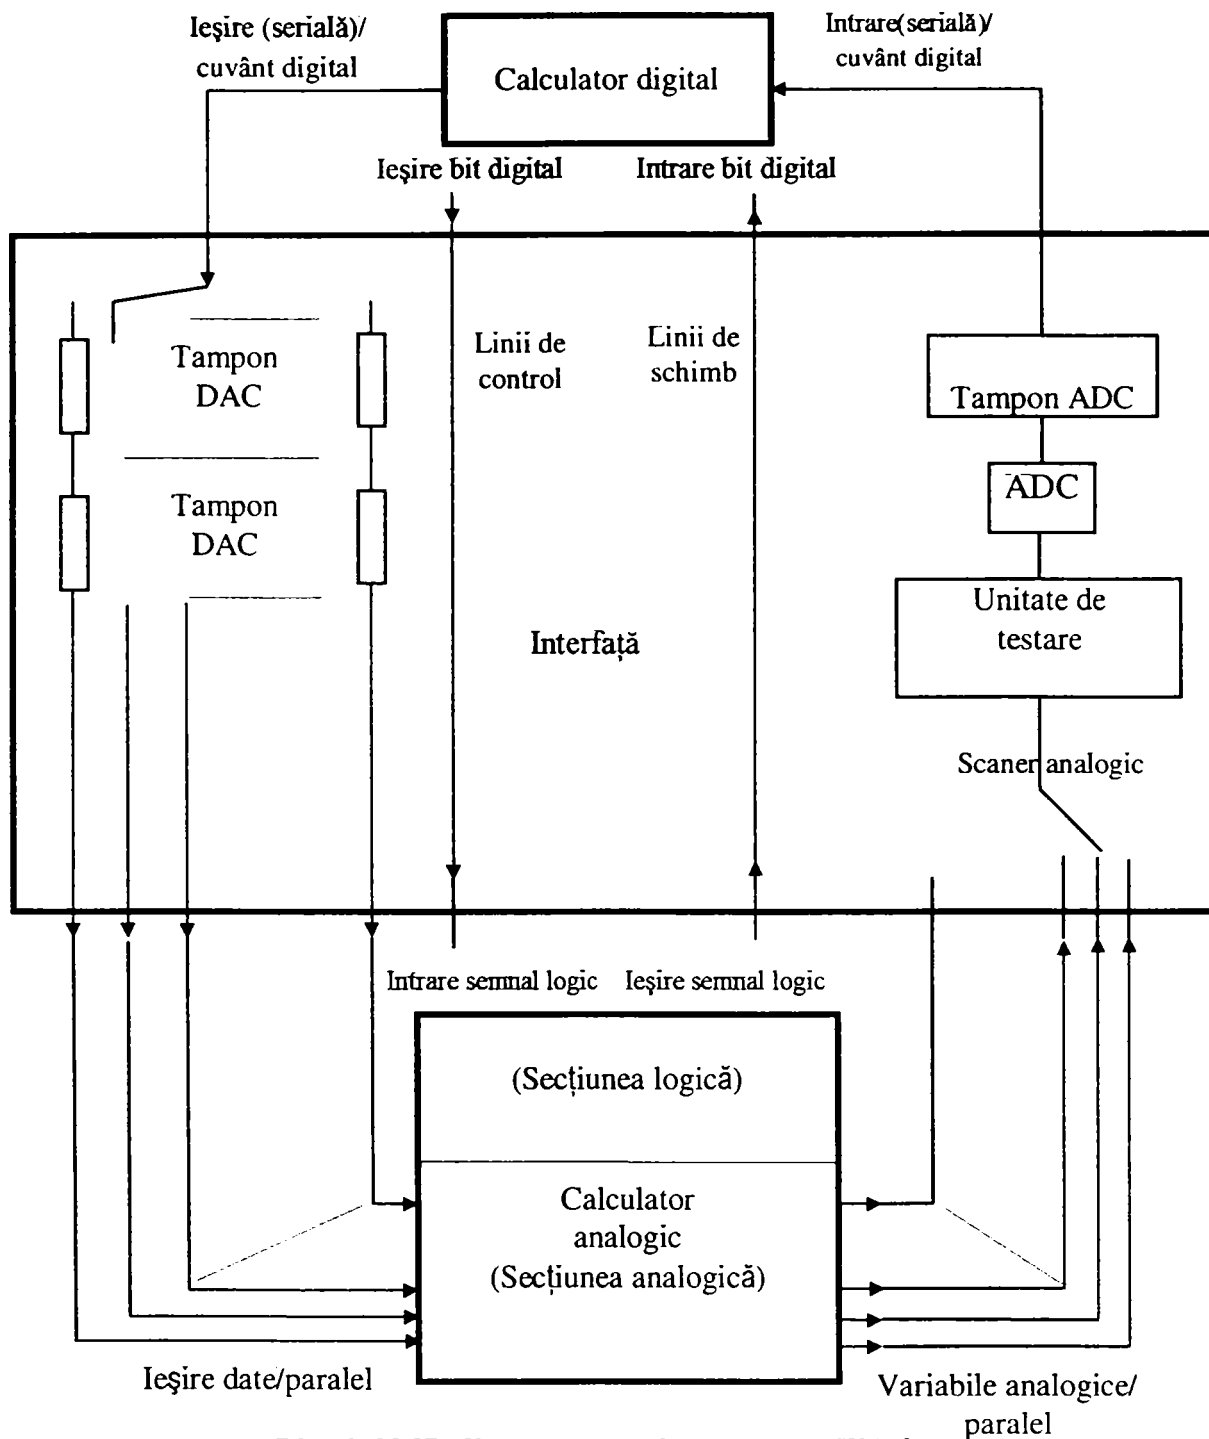 Ieşire (serială)/
cuvânt digital
Calculator digital
Intrare(serială)/
cuvântul digital
Ieşire bit digital
Intrare bit digital
Tampon
DAC
Linii de
control
Linii de
schimb
Tampon ADC
Tampon
DAC
ADC
Interfaţă
Unitate de
testare
Scaner analogic
Intrare semnal logic
Ieşire semnal logic
(Secţiunea logică)
Calculator
analogic
(Secţiunea analogică)
Ieşire date/paralel
Variabile analogice/
paralel